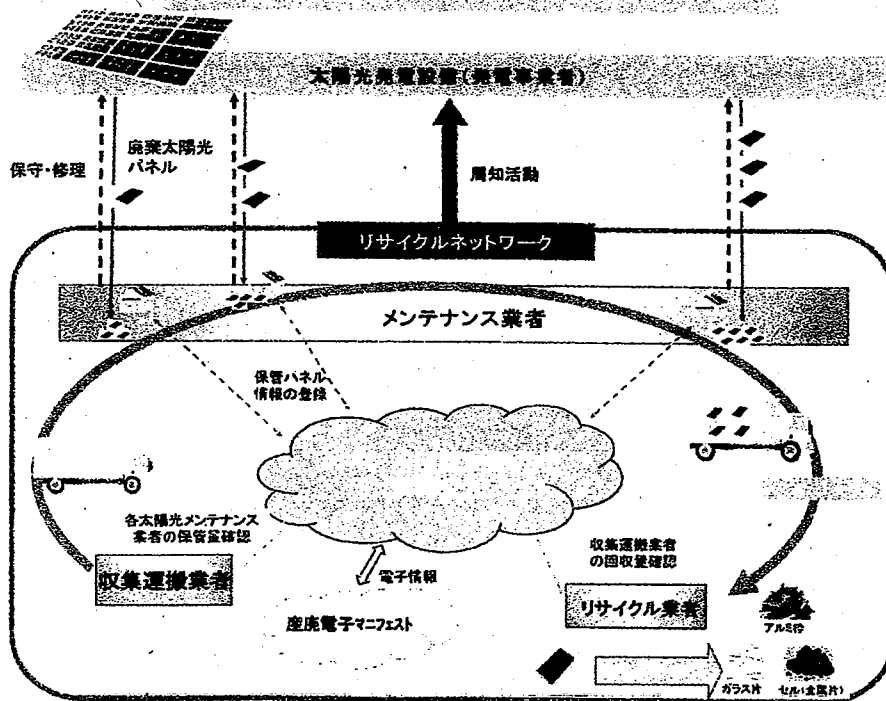 太陽光発電設備(発電事業者)
保守・修理
廃棄太陽光
パネル
周知活動
リサイクルネットワーク
メンテナンス業者
保管パネル
情報の登録
各太陽光メンテナンス
業者の保管量確認
収集運搬業者
の回収量確認
収集運搬業者
電子情報
リサイクル業者
座廃電子マニフェスト
アルミ枠
ガラス片
セル(金属片)